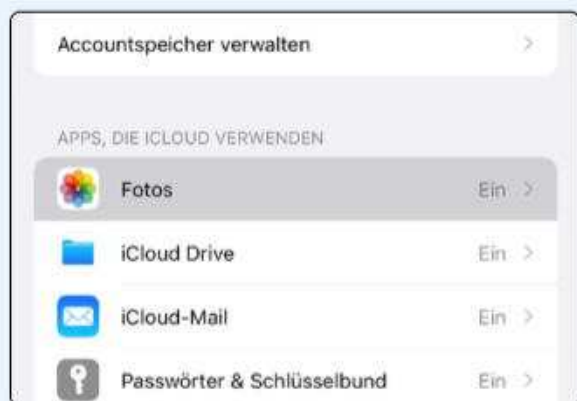 Accountspeicher verwalten
APPS, DIE ICLOUD VERWENDEN
Fotos Ein
iCloud Drive Ein
iCloud-Mail Ein
Passwörter & Schlüsselbund Ein